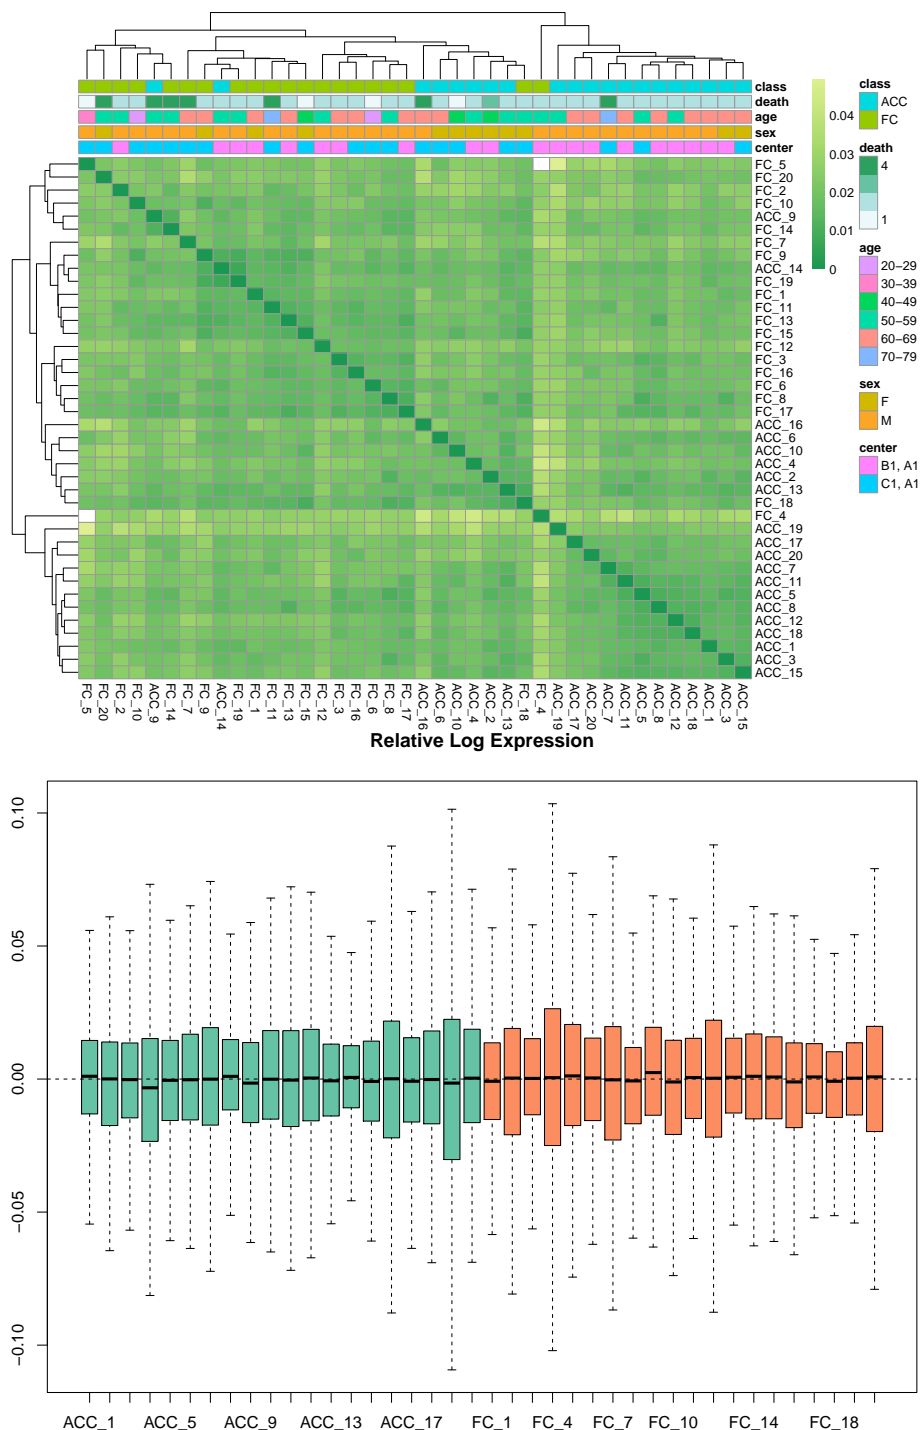 class
death
age
sex
center
FC_5
FC_20
FC_2
FC_10
ACC_9
FC_14
FC_7
FC_9
ACC_14
FC_19
FC_1
FC_11
FC_13
FC_15
FC_12
FC_3
FC_16
FC_6
FC_8
FC_17
ACC_16
ACC_6
ACC_10
ACC_4
ACC_2
ACC_13
FC_18
FC_4
ACC_19
ACC_17
ACC_20
ACC_7
ACC_11
ACC_5
ACC_8
ACC_12
ACC_18
ACC_1
ACC_3
ACC_15
0.04
0.03
0.02
0.01
0
class
ACC
FC
death
4
1
age
20−29
30−39
40−49
50−59
60−69
70−79
sex
F
M
center
B1, A1
C1, A1
FC_5
FC_20
FC_2
FC_10
ACC_9
FC_14
FC_7
FC_9
ACC_14
FC_19
FC_1
FC_11
FC_13
FC_15
FC_12
FC_3
FC_16
FC_6
FC_8
FC_17
ACC_16
ACC_6
ACC_10
ACC_4
ACC_2
ACC_13
FC_18
FC_4
ACC_19
ACC_17
ACC_20
ACC_7
ACC_11
ACC_5
ACC_8
ACC_12
ACC_18
ACC_1
ACC_3
ACC_15
Relative Log Expression
0.10
0.05
0.00
−0.05
−0.10
ACC_1 ACC_5 ACC_9 ACC_13 ACC_17 FC_1 FC_4 FC_7 FC_10 FC_14 FC_18